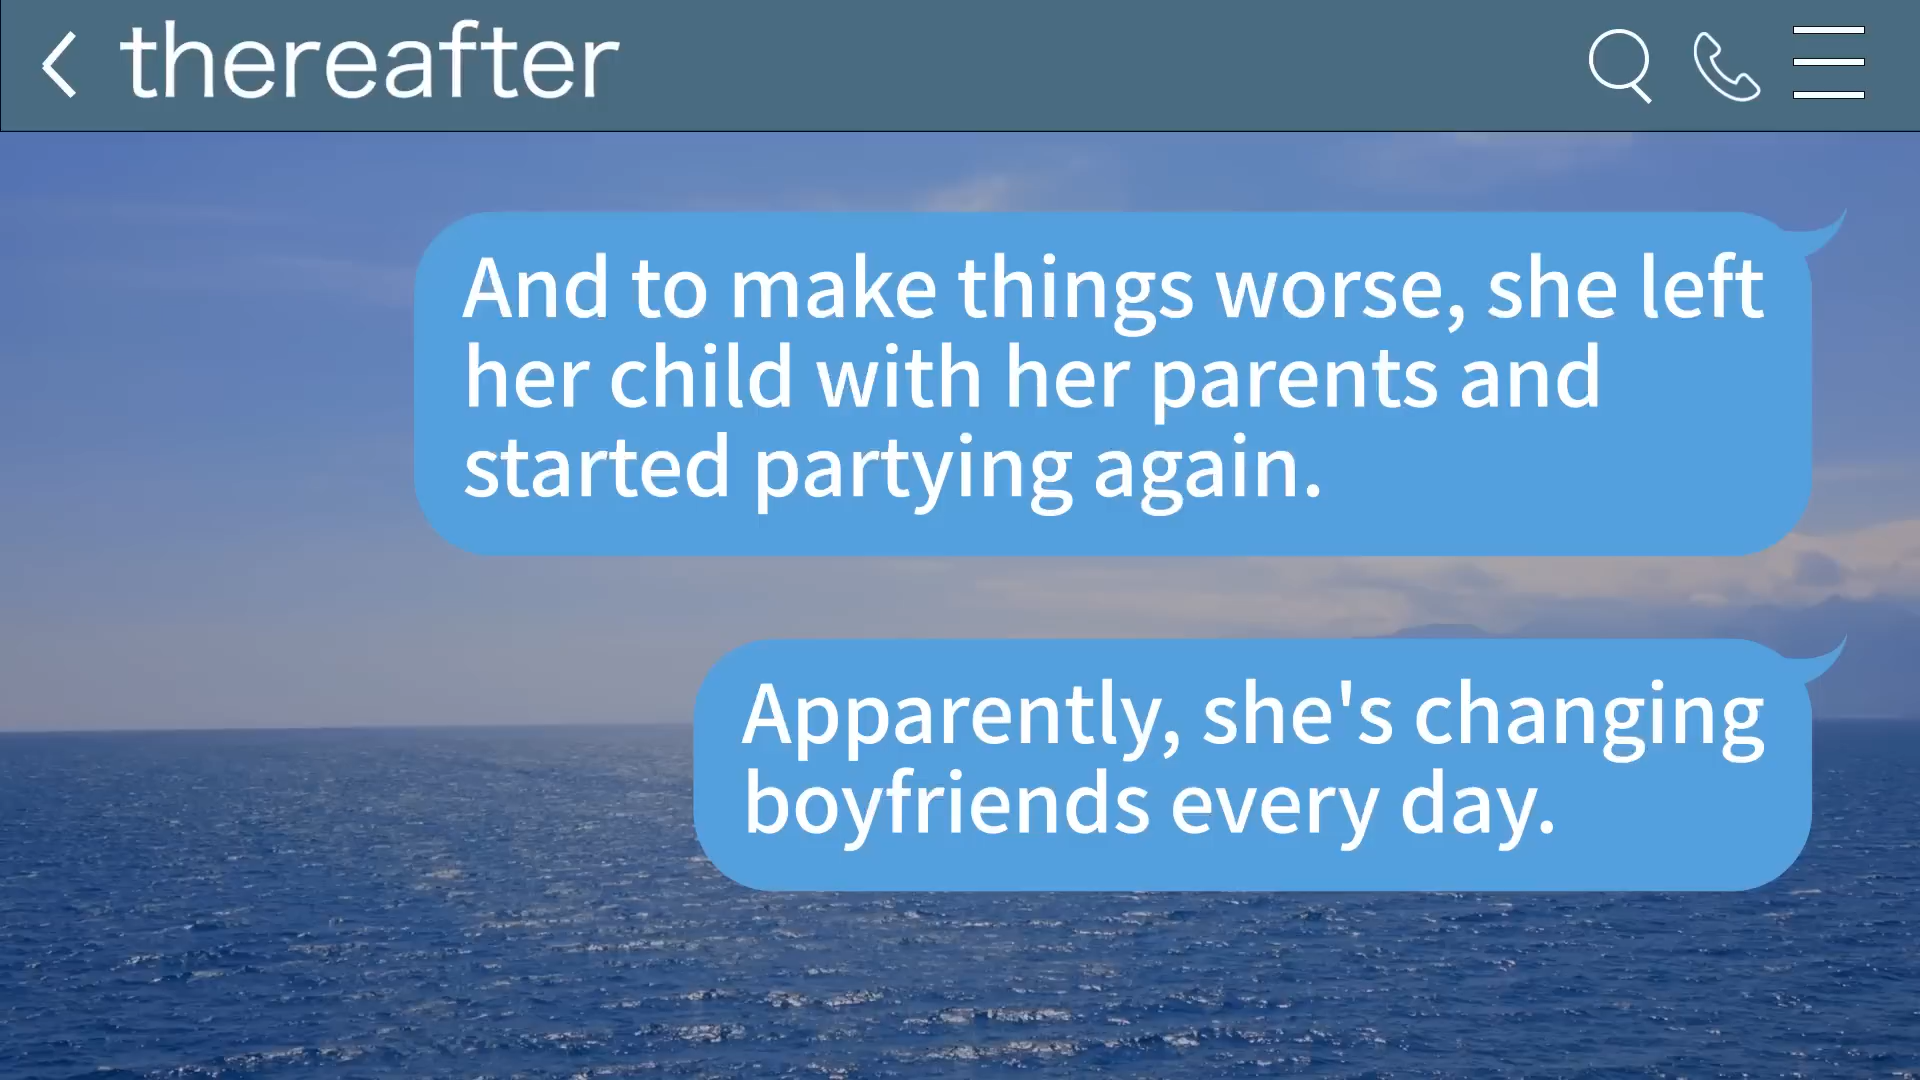 thereafter
And to make things worse, she left
her child with her parents and
started partying again.
Apparently, she's changing
boyfriends every day.